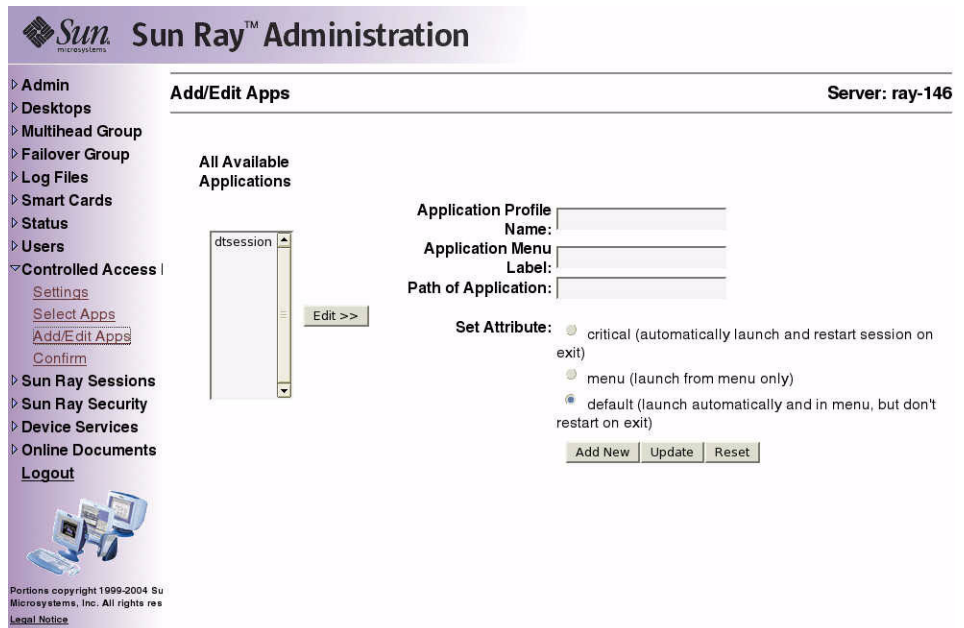 Sun
microsystems
Sun Ray™ Administration
Admin
Desktops
Multihead Group
Failover Group
Log Files
Smart Cards
Status
Users
Controlled Access
Settings
Select Apps
Add/Edit Apps
Confirm
Sun Ray Sessions
Sun Ray Security
Device Services
Online Documents
Logout
Portions copyright 1999-2004 Su
Microsystems, Inc. All rights res
Legal Notice
Add/Edit Apps
Server: ray-146
All Available
Applications
dtsession
Edit >>
Application Profile
Name:
Application Menu
Label:
Path of Application:
Set Attribute:
critical (automatically launch and restart session on
exit)
menu (launch from menu only)
default (launch automatically and in menu, but don't
restart on exit)
Add New Update Reset